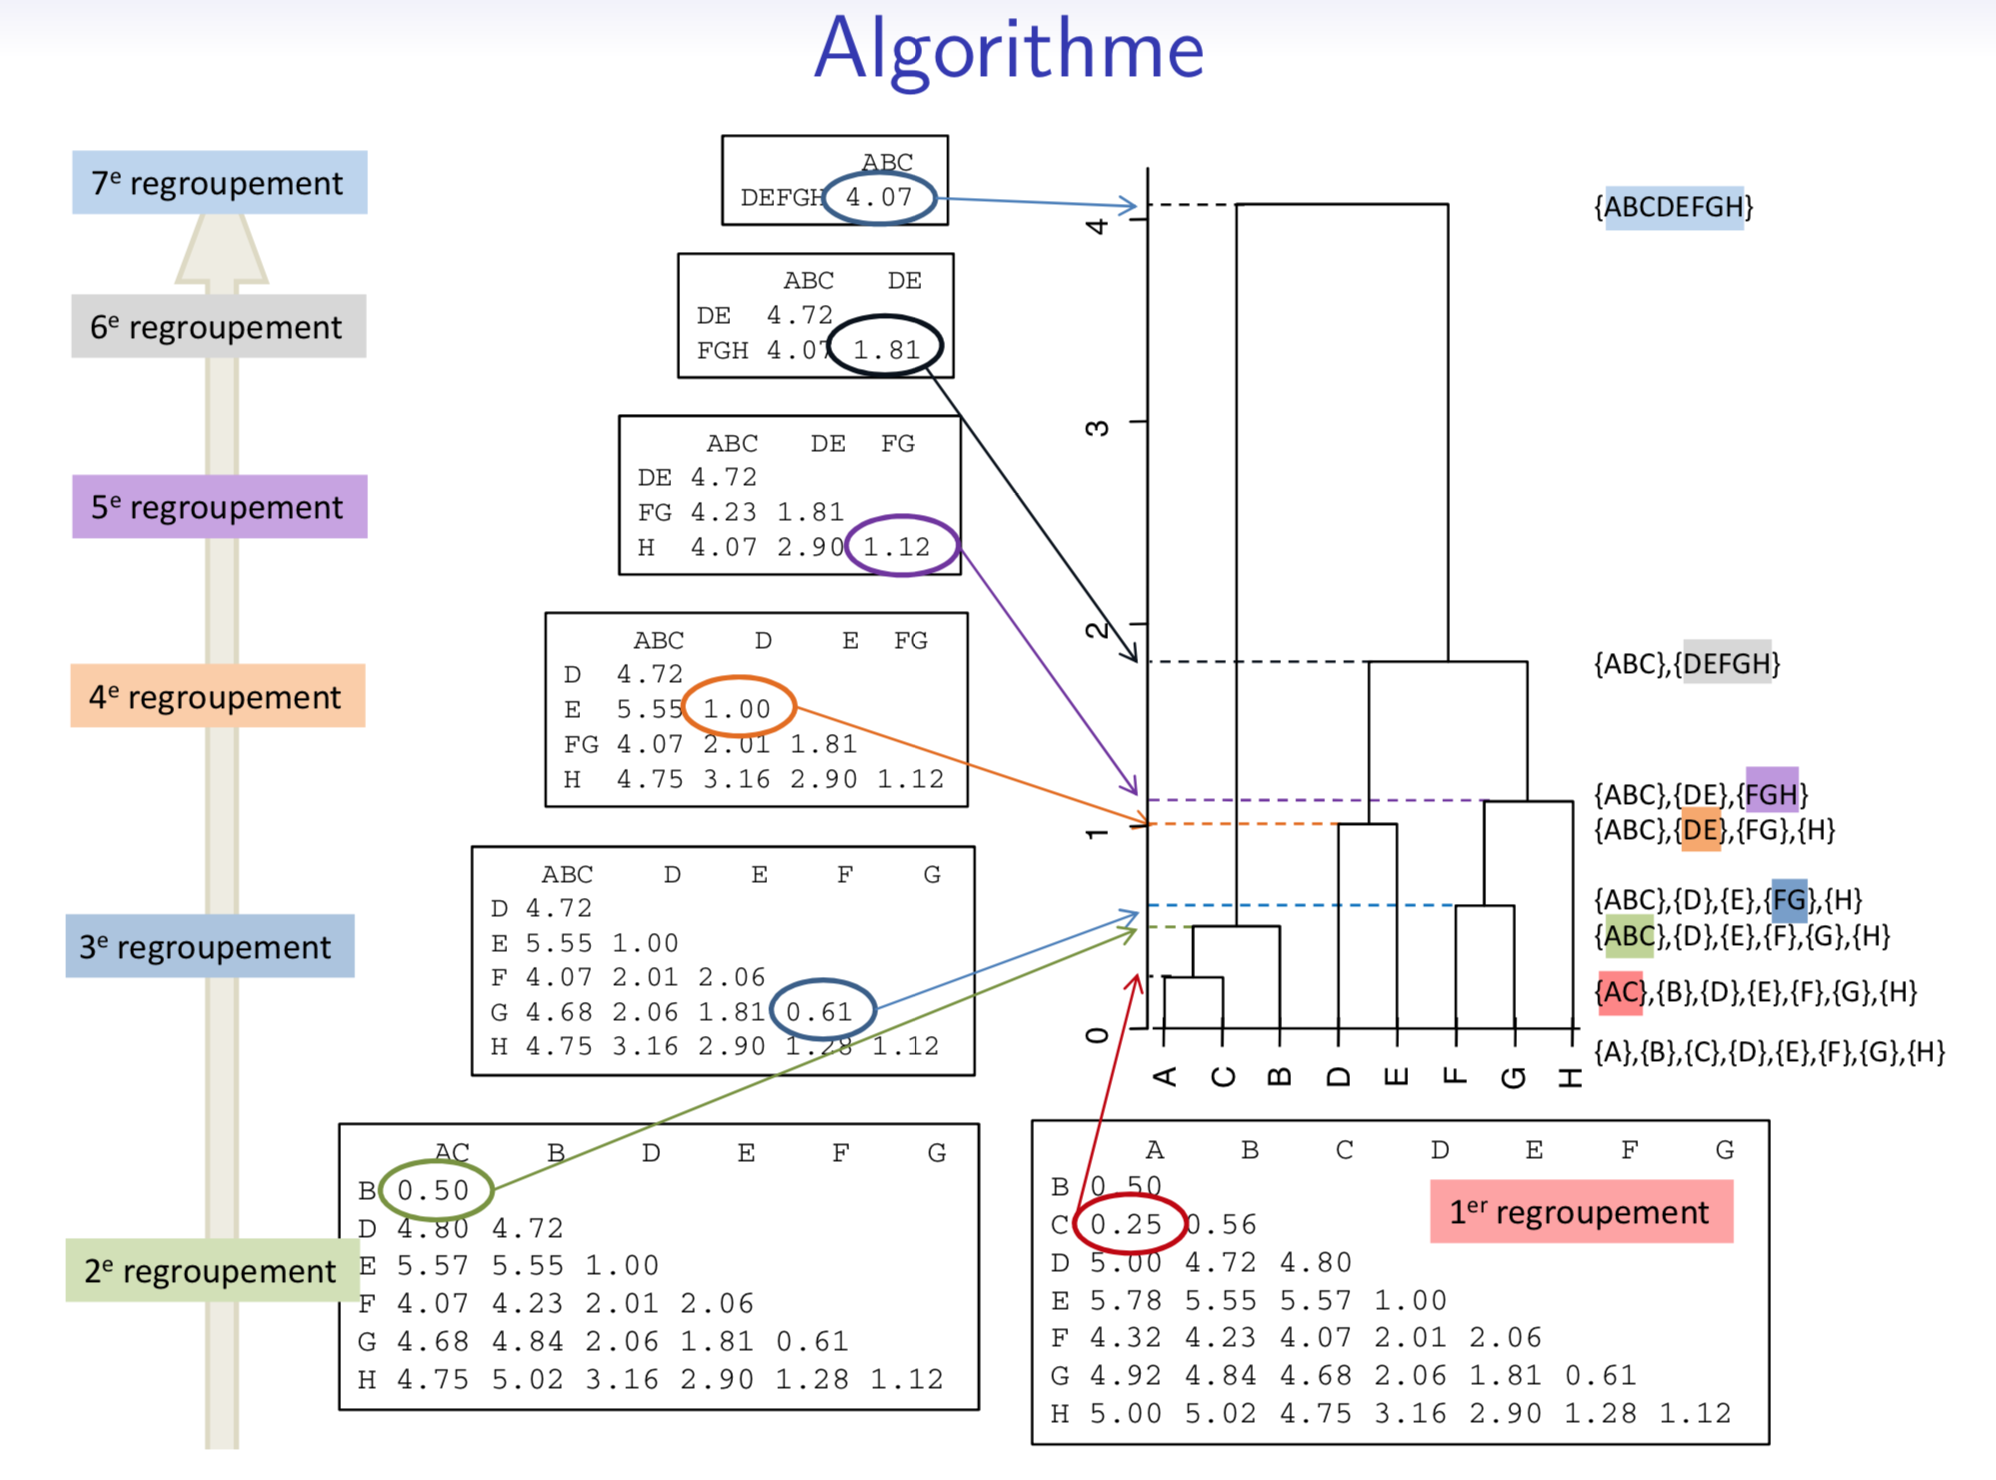 Algorithme
7e regroupement
6e regroupement
5e regroupement
4e regroupement
3e regroupement
2e regroupement
ABC
DEFGH 4.07
ABC DE
DE 4.72
FGH 4.07 1.81
ABC DE FG
DE 4.72
FG 4.23 1.81
H 4.07 2.90 1.12
ABC D E FG
D 4.72
E 5.55 1.00
FG 4.07 2.01 1.81
H 4.75 3.16 2.90 1.12
ABC D E F G
D 4.72
E 5.55 1.00
F 4.07 2.01 2.06
G 4.68 2.06 1.81 0.61
H 4.75 3.16 2.90 1.28 1.12
AC B D E F G
B 0.50
D 4.80 4.72
E 5.57 5.55 1.00
F 4.07 4.23 2.01 2.06
G 4.68 4.84 2.06 1.81 0.61
H 4.75 5.02 3.16 2.90 1.28 1.12
4
3
2
1
0
A C B D E F G H
{ABCDEFGH}
{ABC},{DEFGH}
{ABC},{DE},{FGH}
{ABC},{DE},{FG},{H}
{ABC},{D},{E},{FG},{H}
{ABC},{D},{E},{F},{G},{H}
{AC},{B},{D},{E},{F},{G},{H}
{A},{B},{C},{D},{E},{F},{G},{H}
A B C D E F G
B 0.50
C 0.25 0.56
D 5.00 4.72 4.80
E 5.78 5.55 5.57 1.00
F 4.32 4.23 4.07 2.01 2.06
G 4.92 4.84 4.68 2.06 1.81 0.61
H 5.00 5.02 4.75 3.16 2.90 1.28 1.12
1er regroupement